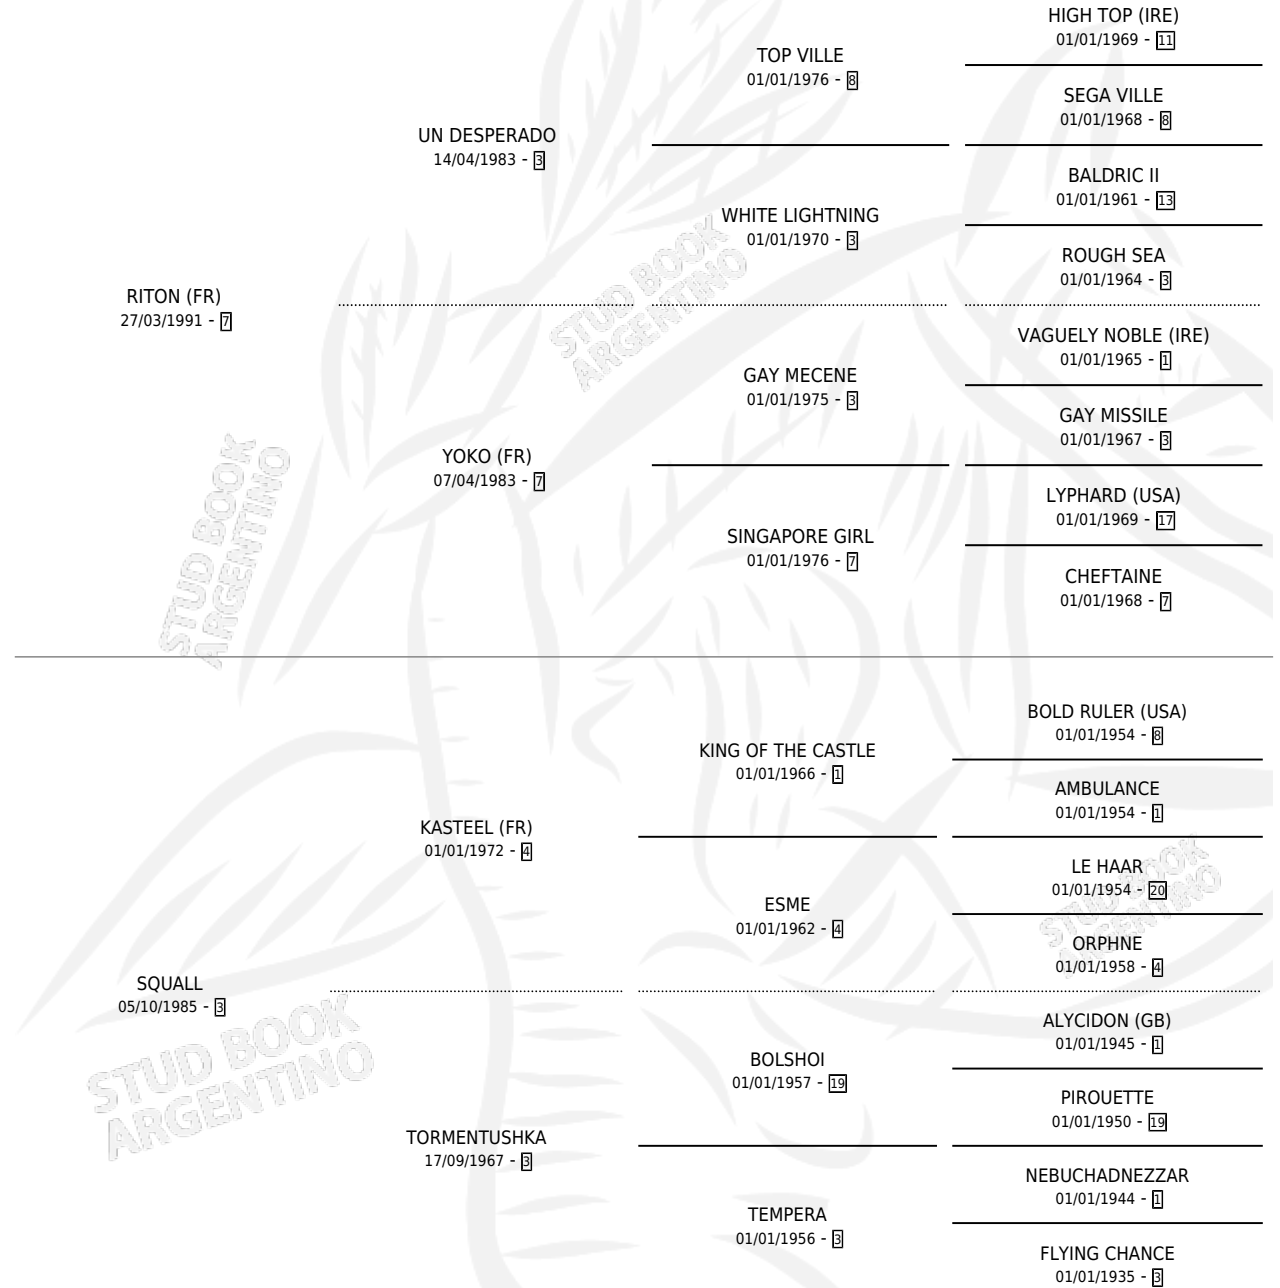 HIGH TOP (IRE)
01/01/1969 - 11
TOP VILLE
01/01/1976 - 8
SEGA VILLE
01/01/1968 - 8
UN DESPERADO
14/04/1983 - 3
BALDRIC II
01/01/1961 - 13
WHITE LIGHTNING
01/01/1970 - 3
ROUGH SEA
01/01/1964 - 3
RITON (FR)
27/03/1991 - 7
VAGUELY NOBLE (IRE)
01/01/1965 - 1
GAY MECENE
01/01/1975 - 3
GAY MISSILE
01/01/1967 - 3
YOKO (FR)
07/04/1983 - 7
LYPHARD (USA)
01/01/1969 - 17
SINGAPORE GIRL
01/01/1976 - 7
CHEFTAINE
01/01/1968 - 7
BOLD RULER (USA)
01/01/1954 - 8
KING OF THE CASTLE
01/01/1966 - 1
AMBULANCE
01/01/1954 - 1
KASTEEL (FR)
01/01/1972 - 4
LE HAAR
01/01/1954 - 20
ESME
01/01/1962 - 4
ORPHNE
01/01/1958 - 4
SQUALL
05/10/1985 - 3
ALYCIDON (GB)
01/01/1945 - 1
BOLSHOI
01/01/1957 - 19
PIROUETTE
01/01/1950 - 19
TORMENTUSHKA
17/09/1967 - 3
NEBUCHADNEZZAR
01/01/1944 - 1
TEMPERA
01/01/1956 - 3
FLYING CHANCE
01/01/1935 - 3
STUD BOOK
ARGENTINO
STUD BOOK
ARGENTINO
STUD BOOK
ARGENTINO
STUD BOOK
ARGENTINO